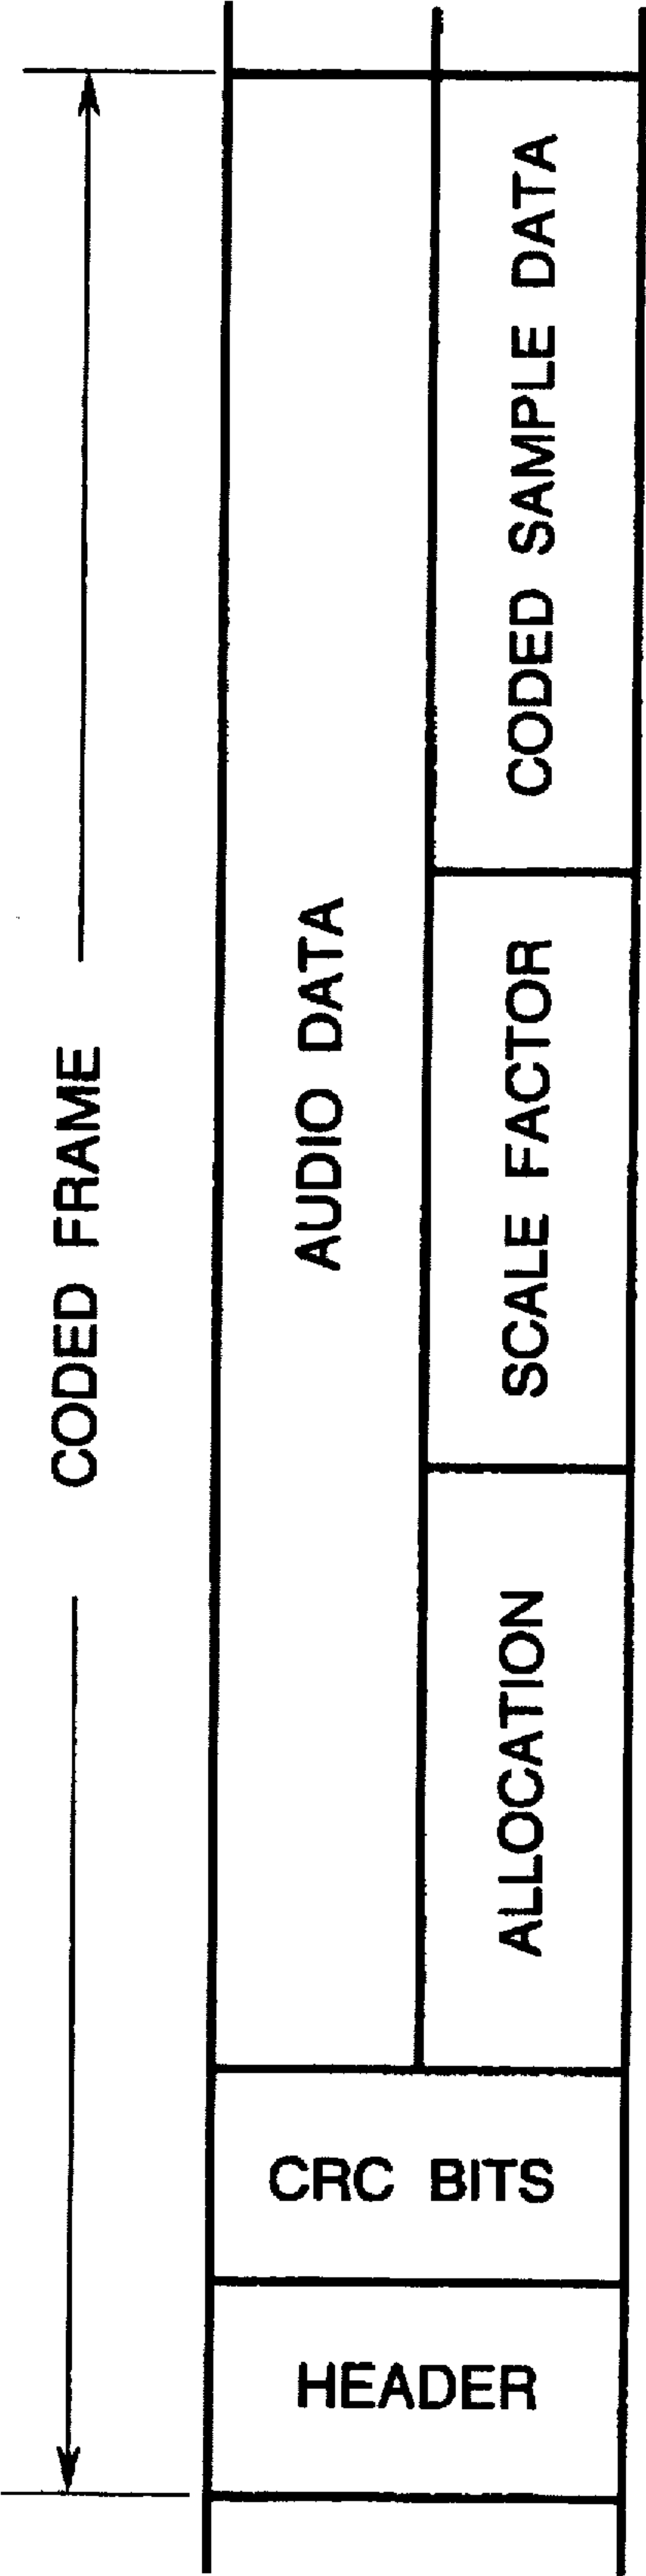 CODED FRAME
HEADER
CRC BITS
AUDIO DATA
ALLOCATION
SCALE FACTOR
CODED SAMPLE DATA